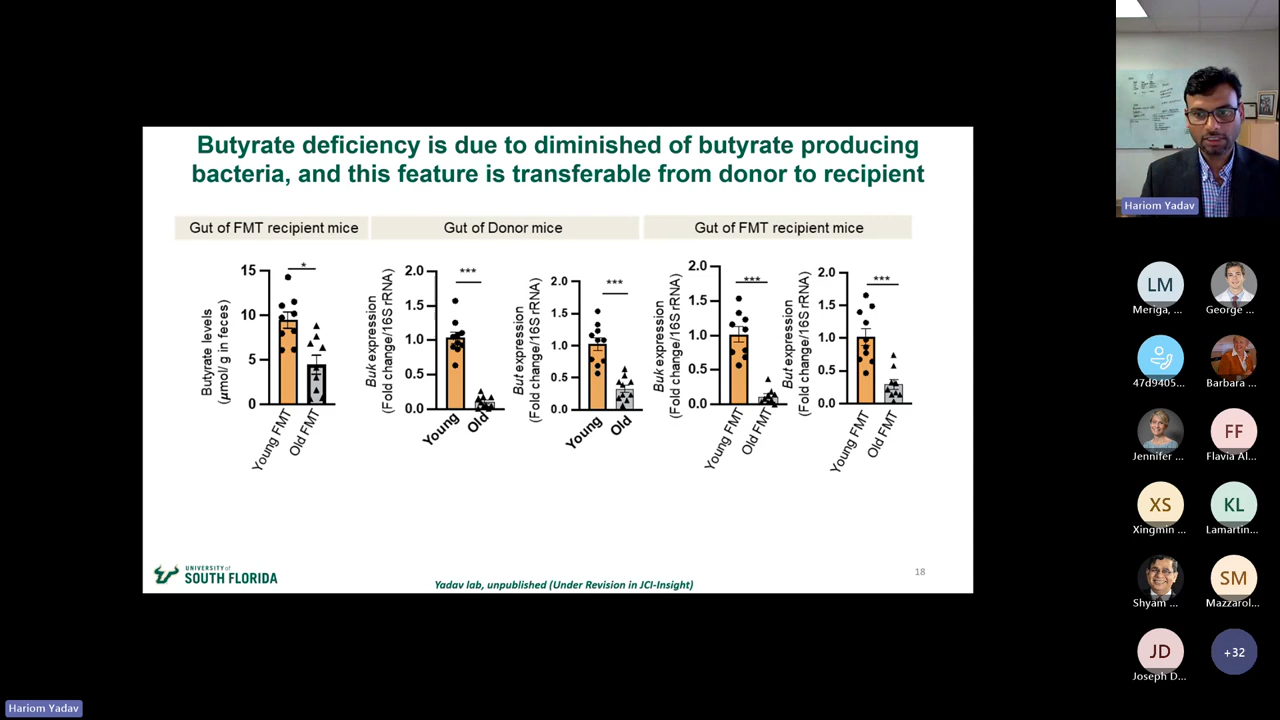 Butyrate deficiency is due to diminished of butyrate producing
bacteria, and this feature is transferable from donor to recipient
Gut of FMT recipient mice
Gut of Donor mice
Gut of FMT recipient mice
Butyrate levels
(µmol/ g in feces)
15
10
5
0
*
Young FMT
Old FMT
Buk expression
(Fold change/16S rRNA)
2.0
1.5
1.0
0.5
0.0
***
Young
Old
But expression
(Fold change/16S rRNA)
2.0
1.5
1.0
0.5
0.0
***
Young
Old
Buk expression
(Fold change/16S rRNA)
2.0
1.5
1.0
0.5
0.0
***
Young FMT
Old FMT
But expression
(Fold change/16S rRNA)
2.0
1.5
1.0
0.5
0.0
***
Young FMT
Old FMT
UNIVERSITY of
SOUTH FLORIDA
Yadav lab, unpublished (Under Revision in JCI-Insight)
18
Hariom Yadav
LM
Meriga, ...
George ...
47d9405...
Barbara ...
Jennifer ...
FF
Flavia Al...
XS
Xingmin ...
KL
Lamartin...
Shyam ...
SM
Mazzarol...
JD
Joseph D...
+32
Hariom Yadav